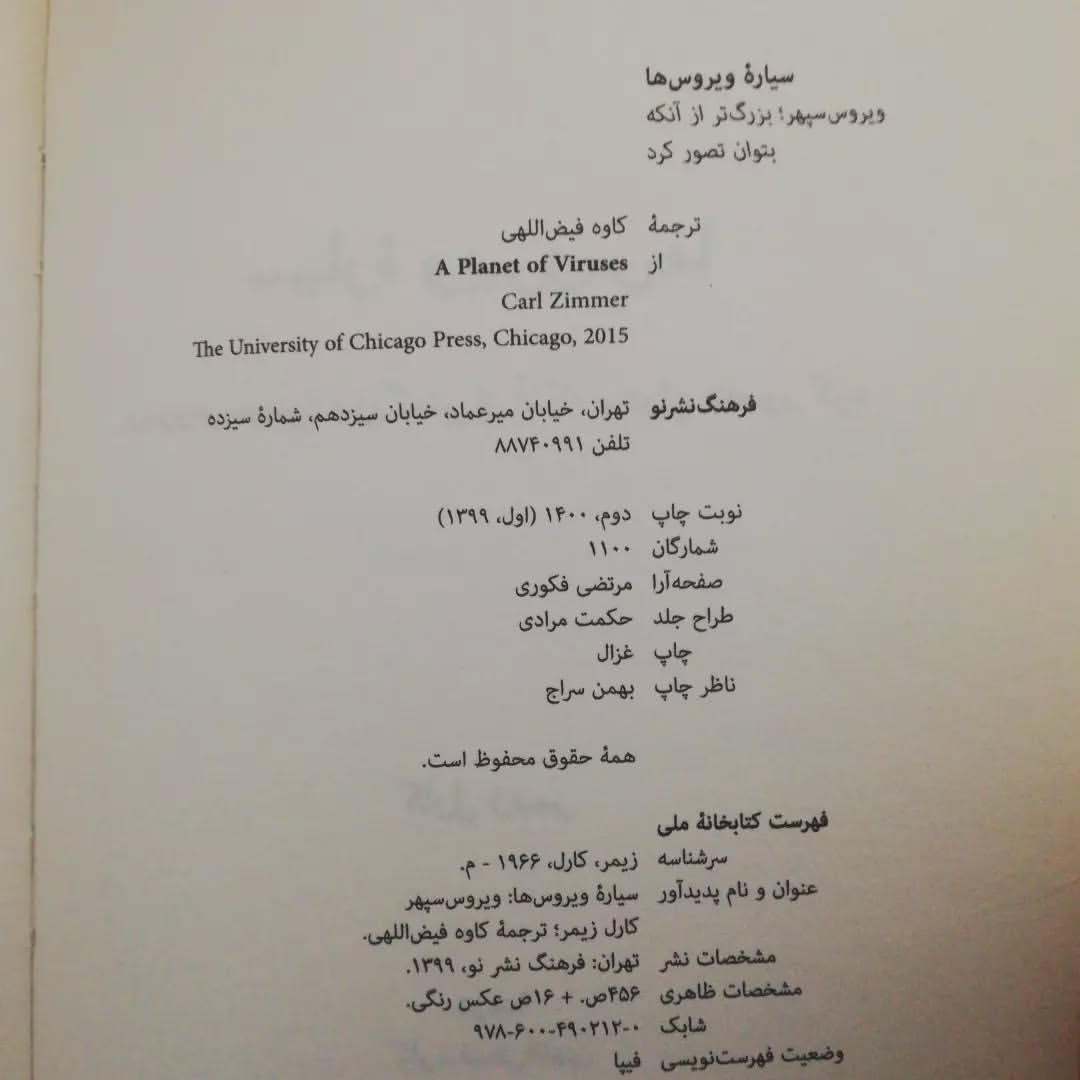 سیارهٔ ویروس‌ها
ویروس‌سپهر؛ بزرگ‌تر از آنکه
بتوان تصور کرد
ترجمهٔ کاوه فیض‌اللهی
از A Planet of Viruses
Carl Zimmer
The University of Chicago Press, Chicago, 2015
فرهنگ‌نشرنو تهران، خیابان میرعماد، خیابان سیزدهم، شمارهٔ سیزده
تلفن ۸۸۷۴۰۹۹۱
نوبت چاپ دوم، ۱۴۰۰ (اول، ۱۳۹۹)
شمارگان ۱۱۰۰
صفحه‌آرا مرتضی فکوری
طراح جلد حکمت مرادی
چاپ غزال
ناظر چاپ بهمن سراج
همهٔ حقوق محفوظ است.
فهرست کتابخانهٔ ملی
سرشناسه زیمر، کارل، ۱۹۶۶ - م.
عنوان و نام پدیدآور سیارهٔ ویروس‌ها: ویروس‌سپهر
کارل زیمر؛ ترجمهٔ کاوه فیض‌اللهی.
مشخصات نشر تهران: فرهنگ نشر نو، ۱۳۹۹.
مشخصات ظاهری ۴۵۶ص. + ۱۶ص عکس رنگی.
شابک ۹۷۸-۶۰۰-۴۹۰۲۱۲-۰
وضعیت فهرست‌نویسی فیپا